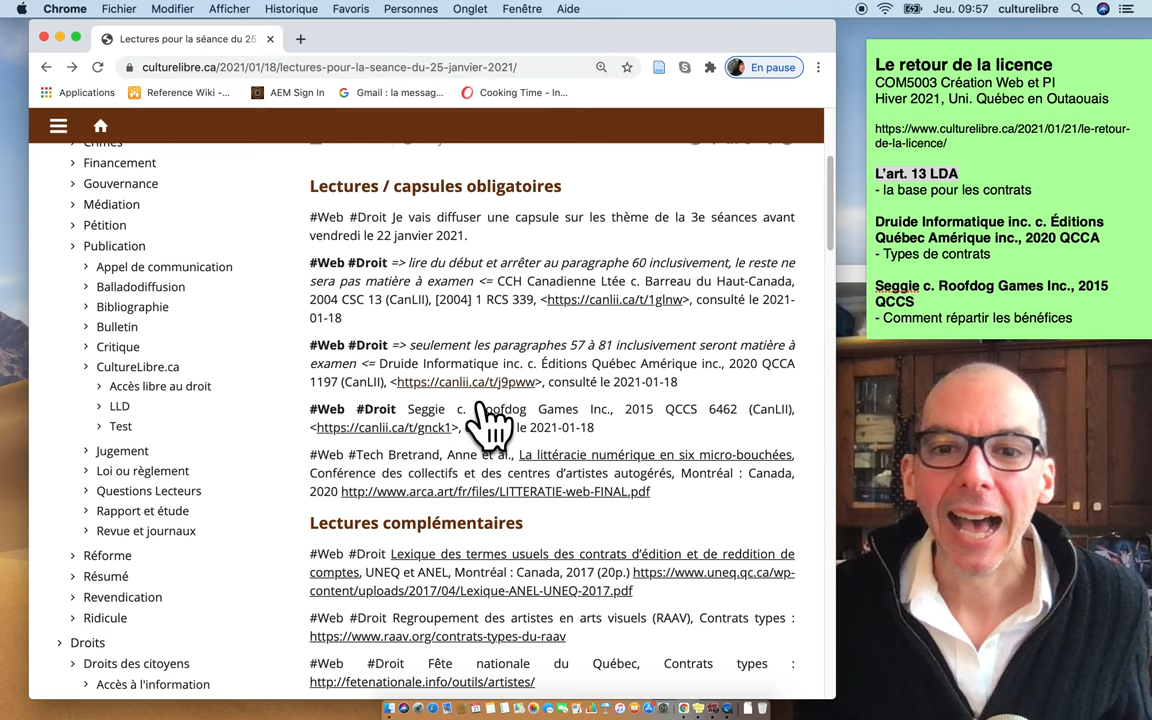 Chrome Fichier Modifier Afficher Historique Favoris Personnes Onglet Fenêtre Aide Jeu. 09:57 culturelibre
Lectures pour la séance du 25
culturelibre.ca/2021/01/18/lectures-pour-la-seance-du-25-janvier-2021/ En pause
Applications Reference Wiki -... AEM Sign In Gmail : la messag... Cooking Time - In...
Crimes
Financement
Gouvernance
Médiation
Pétition
Publication
Appel de communication
Balladodiffusion
Bibliographie
Bulletin
Critique
CultureLibre.ca
Accès libre au droit
LLD
Test
Jugement
Loi ou règlement
Questions Lecteurs
Rapport et étude
Revue et journaux
Réforme
Résumé
Revendication
Ridicule
Droits
Droits des citoyens
Accès à l'information
Lectures / capsules obligatoires
#Web #Droit Je vais diffuser une capsule sur les thème de la 3e séances avant
vendredi le 22 janvier 2021.
#Web #Droit => lire du début et arrêter au paragraphe 60 inclusivement, le reste ne
sera pas matière à examen <= CCH Canadienne Ltée c. Barreau du Haut-Canada,
2004 CSC 13 (CanLII), [2004] 1 RCS 339, <https://canlii.ca/t/1glnw>, consulté le 2021-
01-18
#Web #Droit => seulement les paragraphes 57 à 81 inclusivement seront matière à
examen <= Druide Informatique inc. c. Éditions Québec Amérique inc., 2020 QCCA
1197 (CanLII), <https://canlii.ca/t/j9pww>, consulté le 2021-01-18
#Web #Droit Seggie c. Roofdog Games Inc., 2015 QCCS 6462 (CanLII),
<https://canlii.ca/t/gnck1>, le 2021-01-18
#Web #Tech Bretrand, Anne et al., La littéracie numérique en six micro-bouchées,
Conférence des collectifs et des centres d'artistes autogérés, Montréal : Canada,
2020 http://www.arca.art/fr/files/LITTERATIE-web-FINAL.pdf
Lectures complémentaires
#Web #Droit Lexique des termes usuels des contrats d'édition et de reddition de
comptes, UNEQ et ANEL, Montréal : Canada, 2017 (20p.) https://www.uneq.qc.ca/wp-
content/uploads/2017/04/Lexique-ANEL-UNEQ-2017.pdf
#Web #Droit Regroupement des artistes en arts visuels (RAAV), Contrats types :
https://www.raav.org/contrats-types-du-raav
#Web #Droit Fête nationale du Québec, Contrats types :
http://fetenationale.info/outils/artistes/
Le retour de la licence
COM5003 Création Web et PI
Hiver 2021, Uni. Québec en Outaouais
https://www.culturelibre.ca/2021/01/21/le-retour-
de-la-licence/
L'art. 13 LDA
- la base pour les contrats
Druide Informatique inc. c. Éditions
Québec Amérique inc., 2020 QCCA
- Types de contrats
Seggie c. Roofdog Games Inc., 2015
QCCS
- Comment répartir les bénéfices